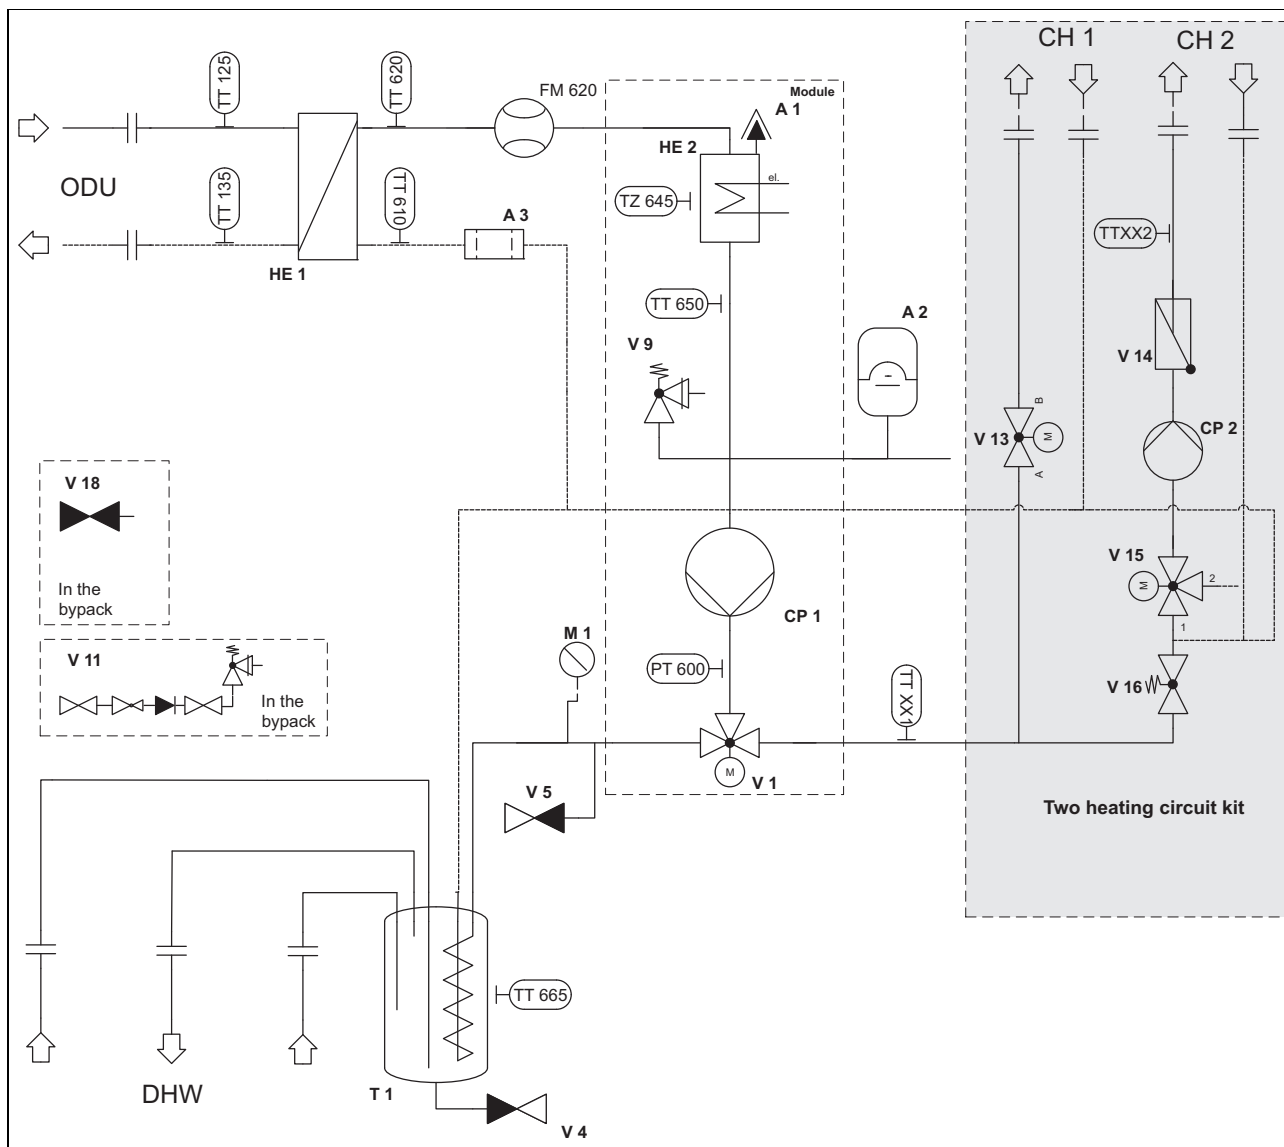 CH 1
CH 2
TT 125
TT 620
FM 620
Module
A 1
HE 2
el.
ODU
TT 135
TT 610
A 3
TZ 645
TTXX2
HE 1
TT 650
A 2
V 9
V 14
B
V 13
M
CP 2
A
V 18
V 15
M
2
In the
bypack
CP 1
1
M 1
V 11
PT 600
TT XX1
V 16
In the
bypack
M
V 1
V 5
Two heating circuit kit
TT 665
DHW
T 1
V 4